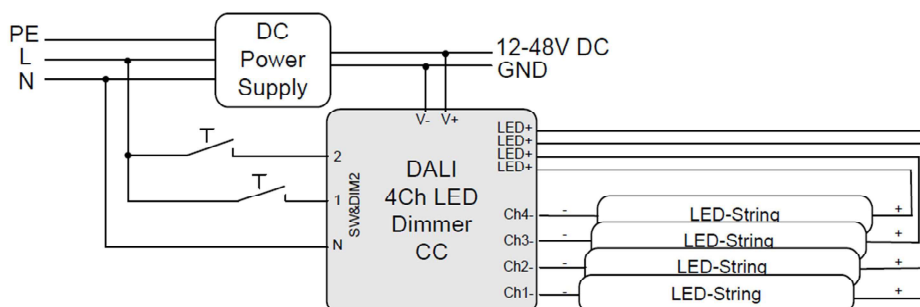 PE
L
N
DC
Power
Supply
12-48V DC
GND
V- V+
LED+
LED+
LED+
LED+
T
2
T
1
N
SW&DIM2
DALI
4Ch LED
Dimmer
CC
Ch4- - LED-String +
Ch3- - LED-String +
Ch2- - LED-String +
Ch1- - LED-String +